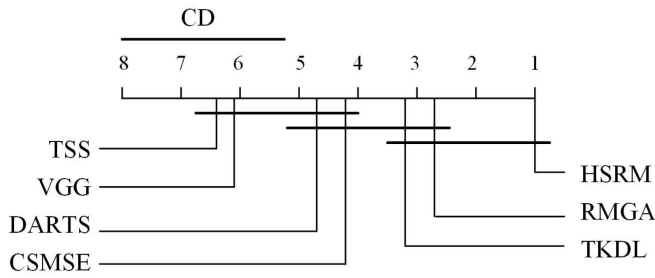 CD
8 7 6 5 4 3 2 1
TSS
VGG
DARTS
CSMSE
HSRM
RMGA
TKDL